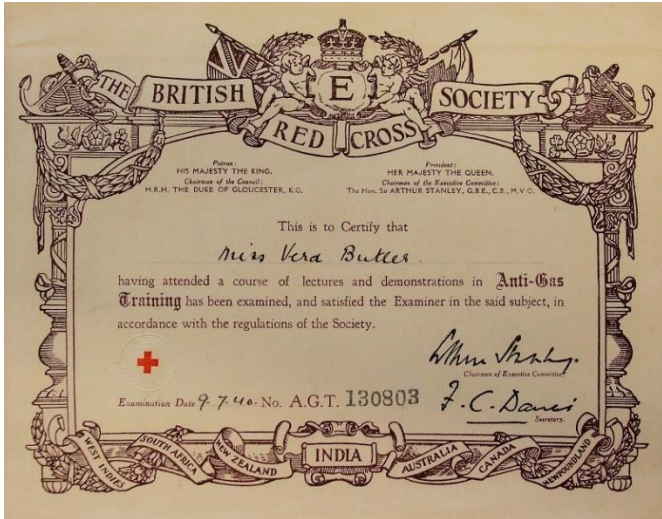 THE BRITISH RED CROSS SOCIETY
E
Patron:
HIS MAJESTY THE KING.
Chairman of the Council:
H.R.H. THE DUKE OF GLOUCESTER, K.G.
President:
HER MAJESTY THE QUEEN.
Chairman of the Executive Committee:
The Hon. Sir ARTHUR STANLEY, G.B.E., C.B., M.V.O.
This is to Certify that
Miss Vera Butler.
having attended a course of lectures and demonstrations in Anti-Gas
Training has been examined, and satisfied the Examiner in the said subject, in
accordance with the regulations of the Society.
Arthur Stanley.
Chairman of Executive Committee.
Examination Date 9.7.40. No. A.G.T. 130803
F. C. Davis
Secretary.
WEST INDIES SOUTH AFRICA NEW ZEALAND INDIA AUSTRALIA CANADA NEWFOUNDLAND